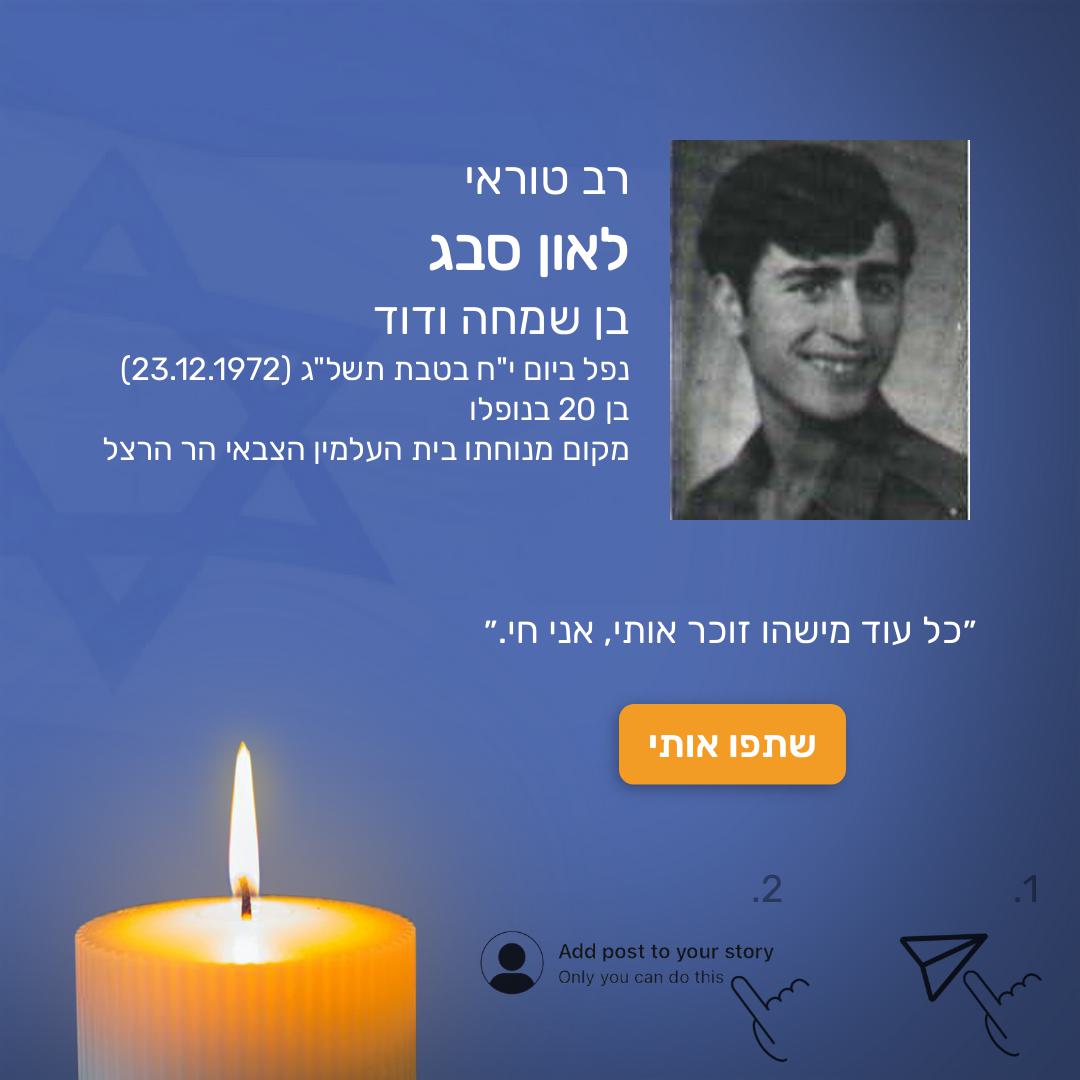 רב טוראי
לאון סבג
בן שמחה ודוד
נפל ביום י"ח בטבת תשל"ג (23.12.1972)
בן 20 בנופלו
מקום מנוחתו בית העלמין הצבאי הר הרצל
״כל עוד מישהו זוכר אותי, אני חי.״
שתפו אותי
1.
2.
Add post to your story
Only you can do this